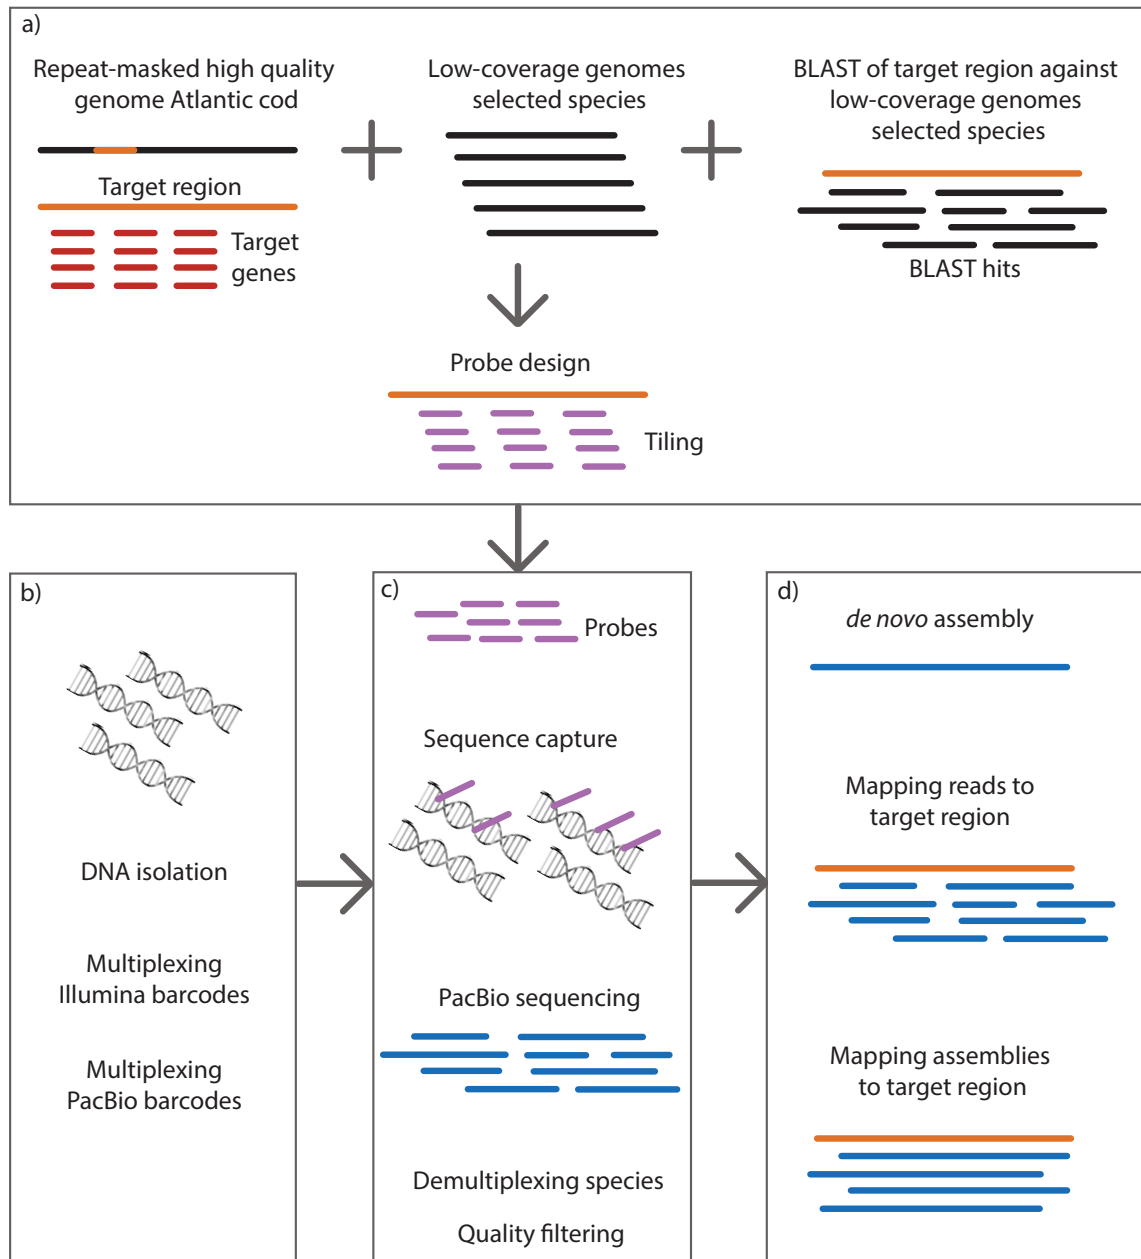 a)
Repeat-masked high quality
genome Atlantic cod
Low-coverage genomes
selected species
BLAST of target region against
low-coverage genomes
selected species
Target region
Target
genes
BLAST hits
Probe design
Tiling
b)
DNA isolation
Multiplexing
Illumina barcodes
Multiplexing
PacBio barcodes
c)
Probes
Sequence capture
PacBio sequencing
Demultiplexing species
Quality filtering
d)
de novo assembly
Mapping reads to
target region
Mapping assemblies
to target region